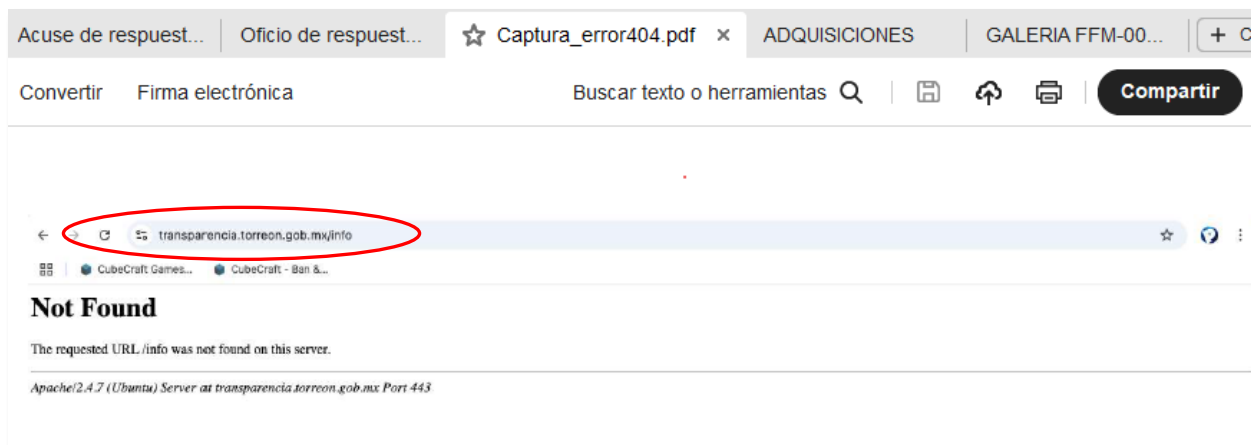 Acuse de respuest... Oficio de respuest... Captura_error404.pdf × ADQUISICIONES GALERIA FFM-00... + C
Convertir Firma electrónica Buscar texto o herramientas Compartir
transparencia.torreon.gob.mx/info
CubeCraft Games... CubeCraft - Ban &...
Not Found
The requested URL /info was not found on this server.
Apache/2.4.7 (Ubuntu) Server at transparencia.torreon.gob.mx Port 443